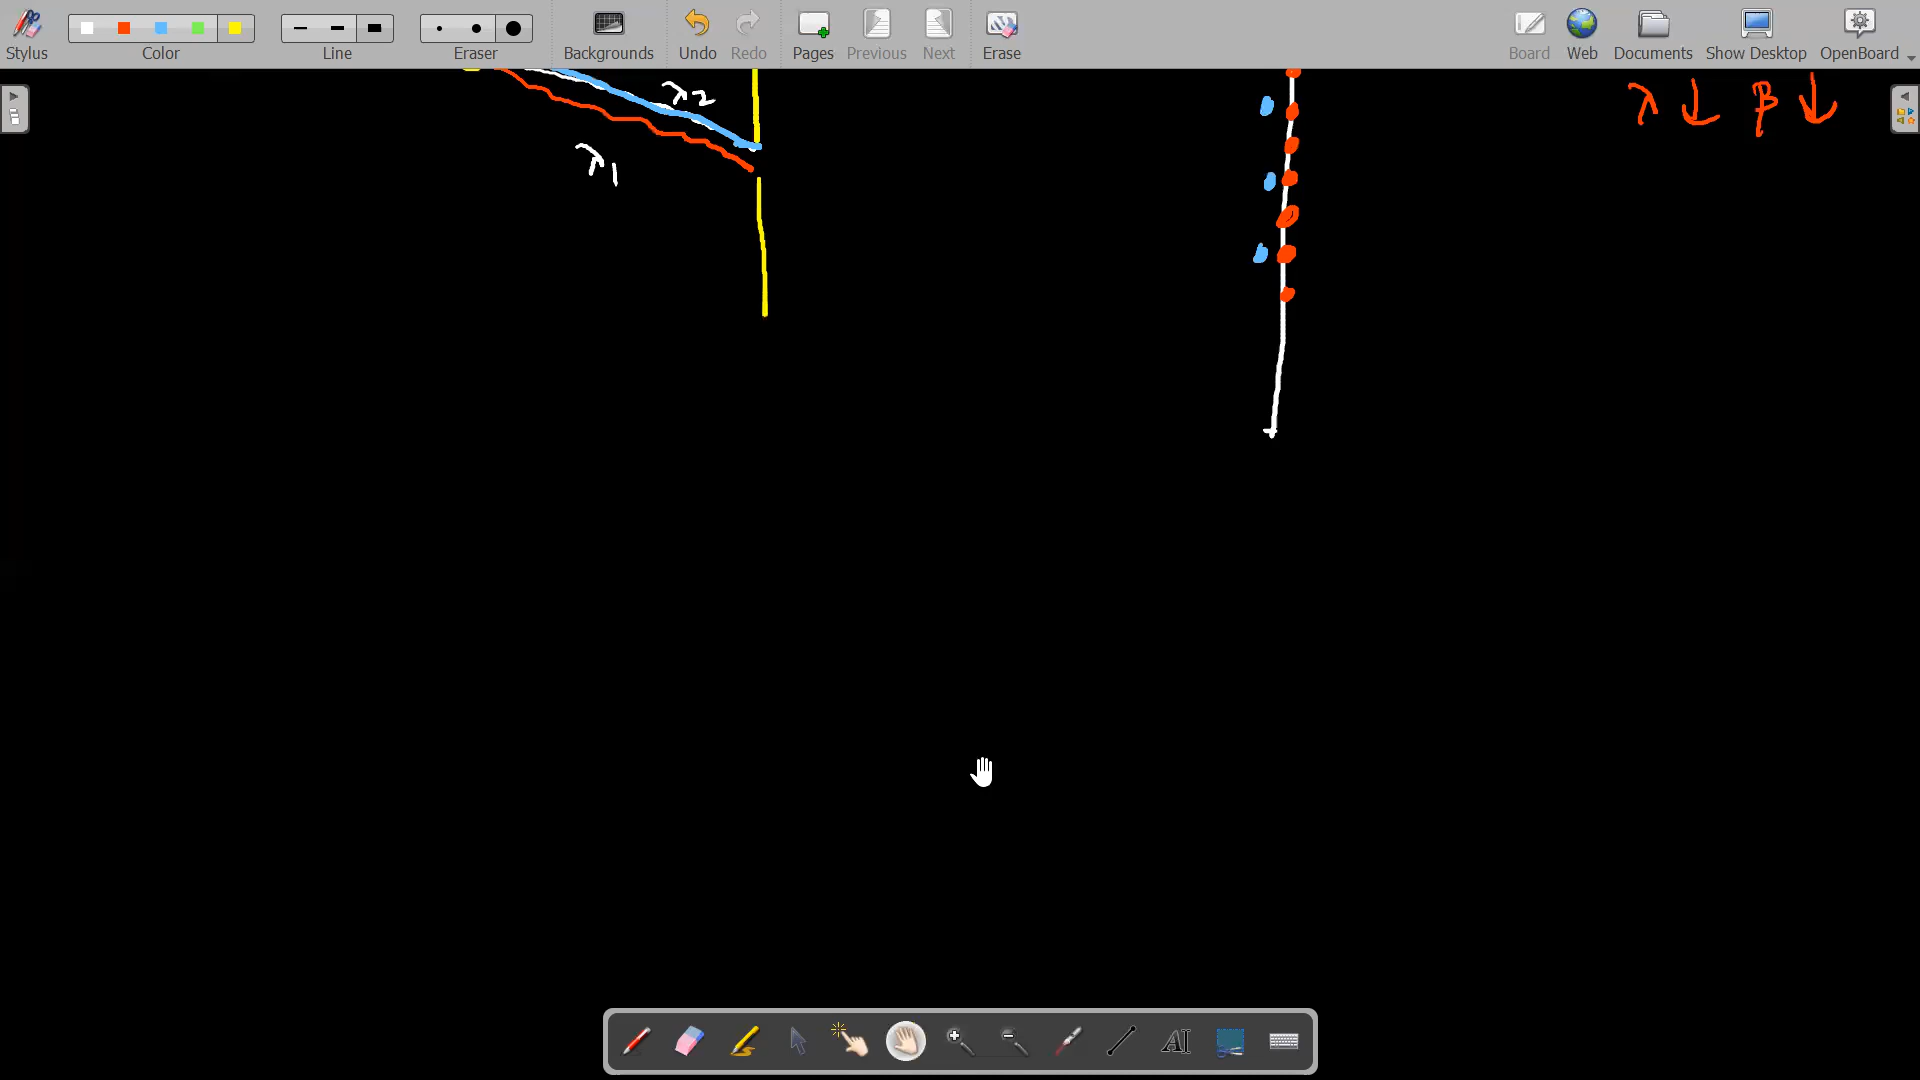 Stylus Color Line Eraser Backgrounds Undo Redo Pages Previous Next Erase Board Web Documents Show Desktop OpenBoard
λ2
λ ↓ β ↓
λ1
AI